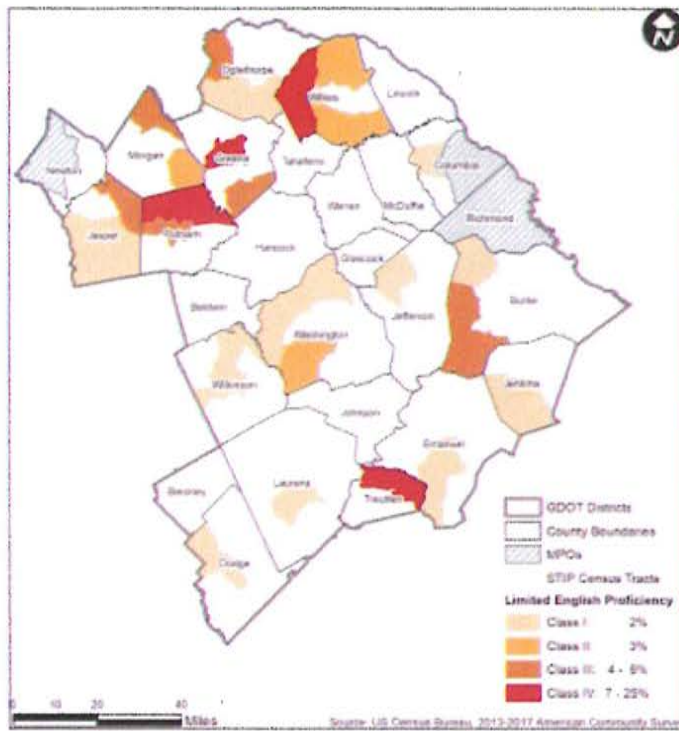 N
Oglethorpe
Wilkes
Lincoln
Newton
Morgan
Greene
Taliaferro
Columbia
Warren
McDuffie
Richmond
Jasper
Putnam
Hancock
Glascock
Baldwin
Washington
Jefferson
Burke
Wilkinson
Jenkins
Johnson
Emanuel
Bleckley
Laurens
Treutlen
Dodge
GDOT Districts
County Boundaries
MPOs
STIP Census Tracts
Limited English Proficiency
Class I: 2%
Class II: 3%
Class III: 4 - 6%
Class IV: 7 - 25%
0 10 20 40
Miles
Source: US Census Bureau, 2013-2017 American Community Survey